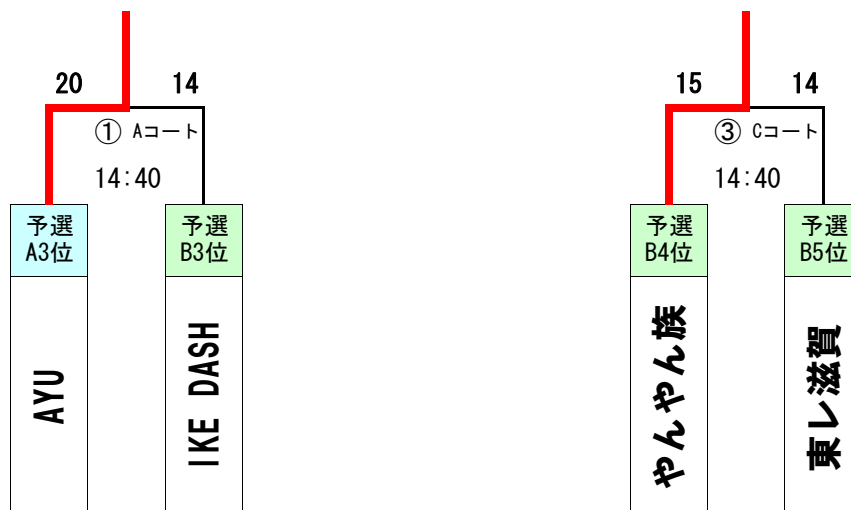 20 14
① Aコート
14:40
予選
A3位
予選
B3位
AYU
IKE DASH
15 14
③ Cコート
14:40
予選
B4位
予選
B5位
やんやん族
東レ滋賀